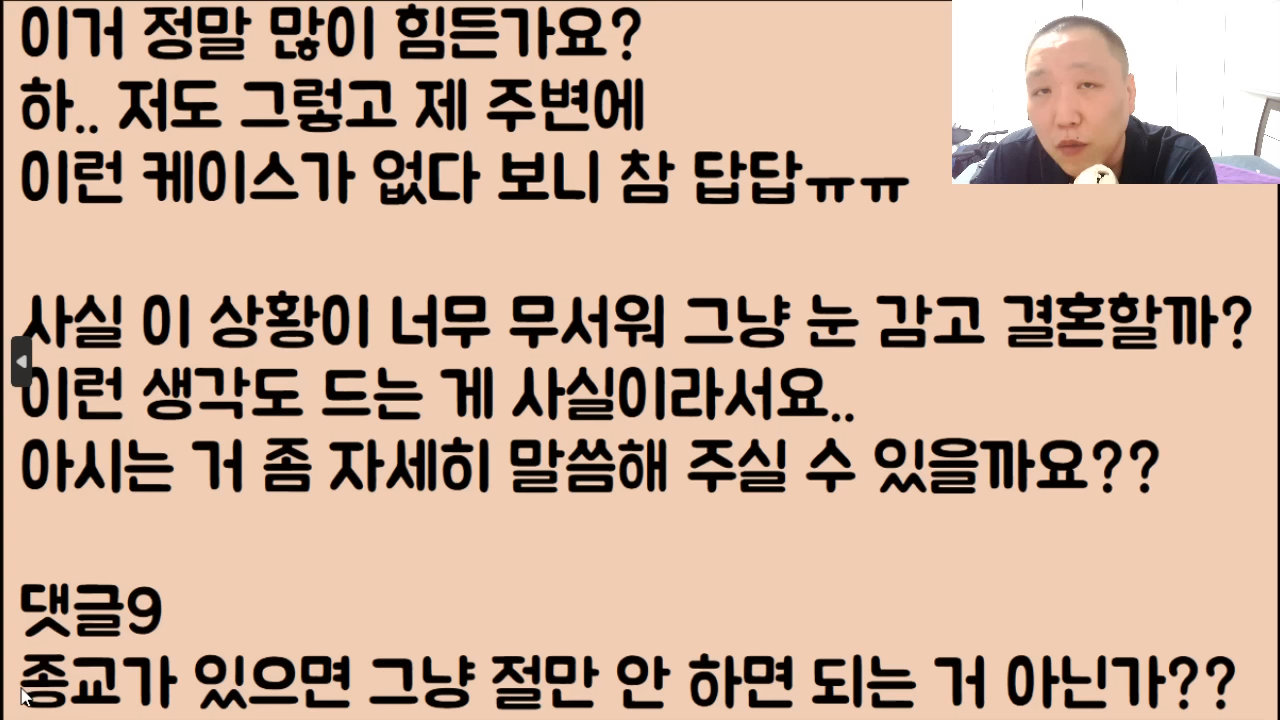 이거 정말 많이 힘든가요?
하.. 저도 그렇고 제 주변에
이런 케이스가 없다 보니 참 답답ㅠㅠ
사실 이 상황이 너무 무서워 그냥 눈 감고 결혼할까?
이런 생각도 드는 게 사실이라서요..
아시는 거 좀 자세히 말씀해 주실 수 있을까요??
댓글9
종교가 있으면 그냥 절만 안 하면 되는 거 아닌가??